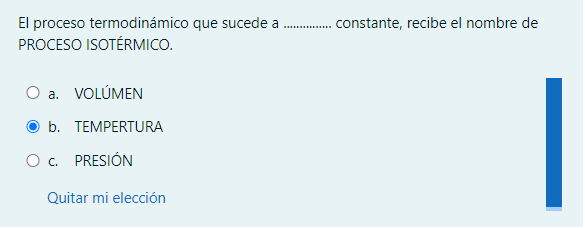 El proceso termodinámico que sucede a ............... constante, recibe el nombre de
PROCESO ISOTÉRMICO.
a. VOLÚMEN
b. TEMPERTURA
c. PRESIÓN
Quitar mi elección